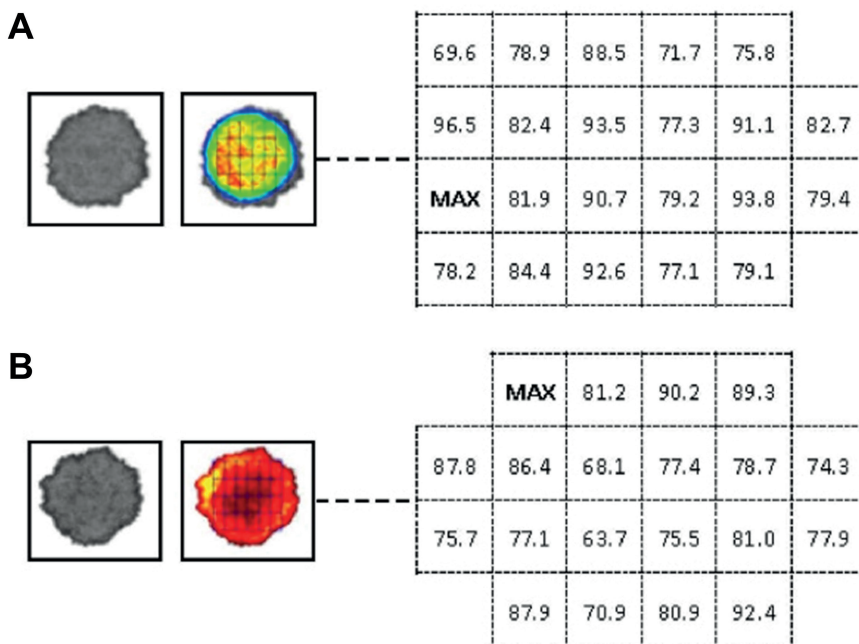 A
69.6 78.9 88.5 71.7 75.8
96.5 82.4 93.5 77.3 91.1 82.7
MAX 81.9 90.7 79.2 93.8 79.4
78.2 84.4 92.6 77.1 79.1
B
MAX 81.2 90.2 89.3
87.8 86.4 68.1 77.4 78.7 74.3
75.7 77.1 63.7 75.5 81.0 77.9
87.9 70.9 80.9 92.4